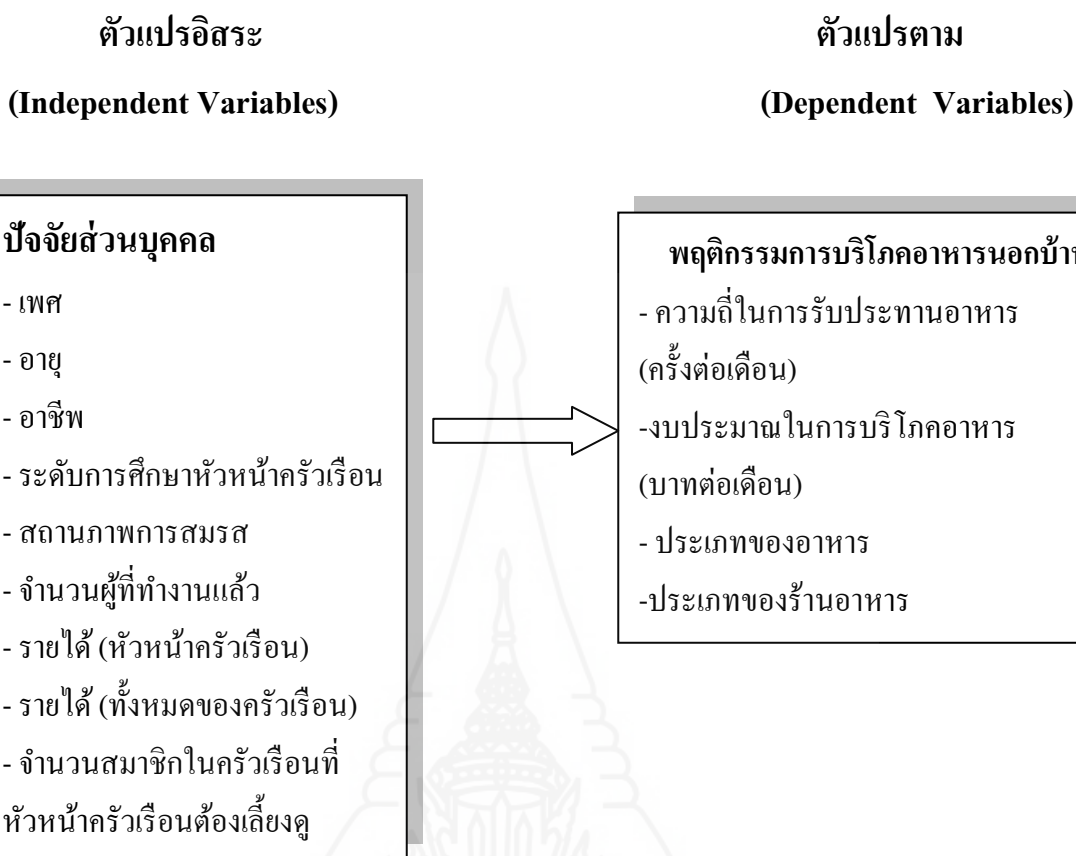 ตัวแปรอิสระ
(Independent Variables)
ตัวแปรตาม
(Dependent Variables)
ปัจจัยส่วนบุคคล
- เพศ
- อายุ
- อาชีพ
- ระดับการศึกษาหัวหน้าครัวเรือน
- สถานภาพการสมรส
- จำนวนผู้ที่ทำงานแล้ว
- รายได้ (หัวหน้าครัวเรือน)
- รายได้ (ทั้งหมดของครัวเรือน)
- จำนวนสมาชิกในครัวเรือนที่
หัวหน้าครัวเรือนต้องเลี้ยงดู
พฤติกรรมการบริโภคอาหารนอกบ้าน
- ความถี่ในการรับประทานอาหาร
(ครั้งต่อเดือน)
-งบประมาณในการบริโภคอาหาร
(บาทต่อเดือน)
- ประเภทของอาหาร
-ประเภทของร้านอาหาร